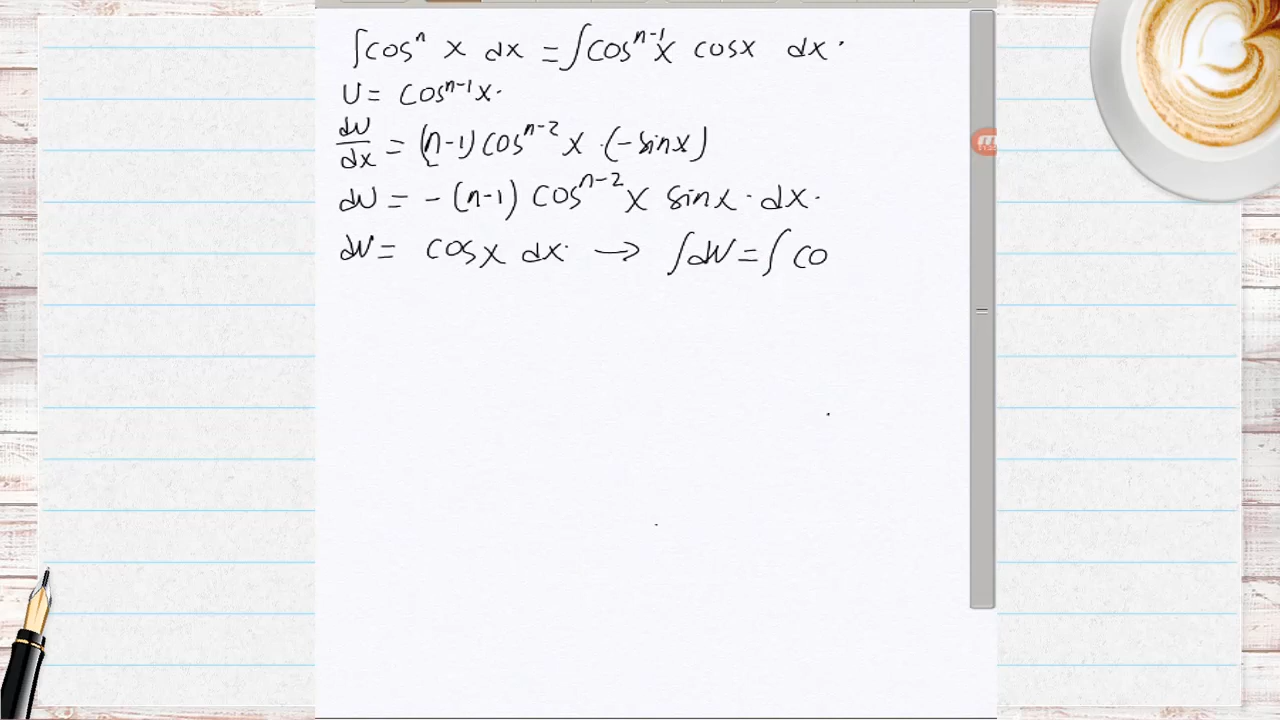 ∫cosⁿ x dx = ∫cosⁿ⁻¹x cosx dx.
U = cosⁿ⁻¹x.
du/dx = (n-1)cosⁿ⁻² x .(-sinx)
du = -(n-1) cosⁿ⁻² x sinx . dx.
dv = cosx dx. → ∫dv = ∫ co